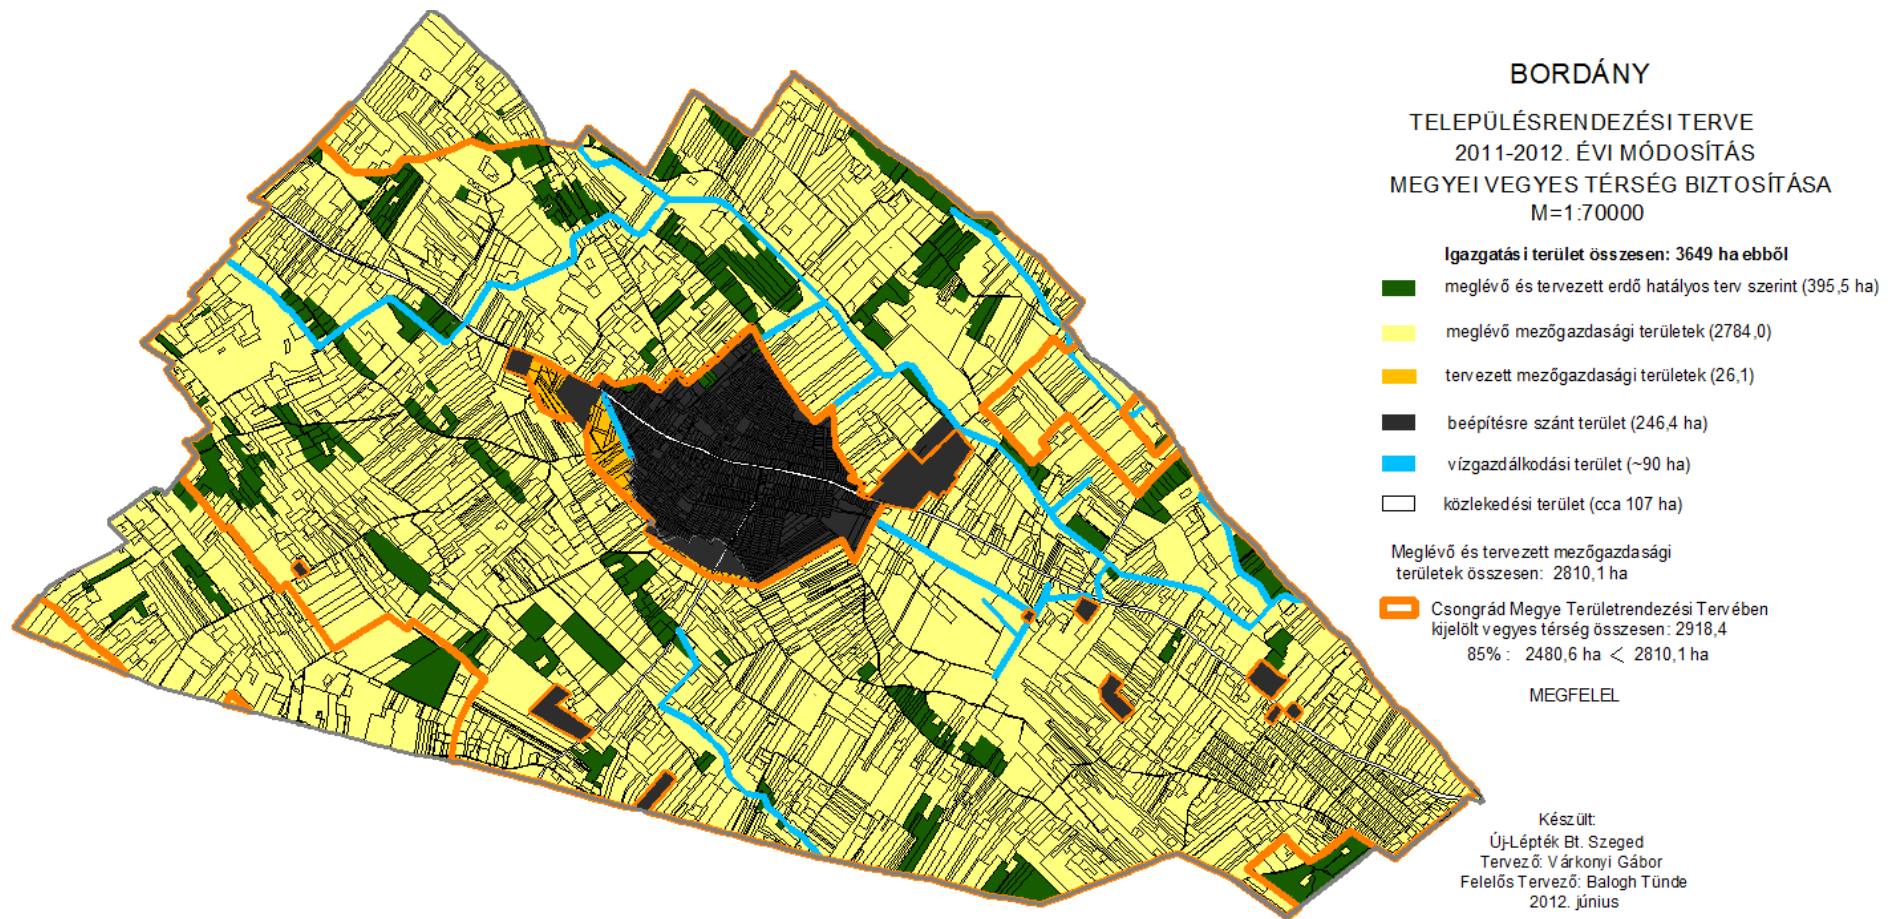 BORDÁNY
TELEPÜLÉSRENDEZÉSI TERVE
2011-2012. ÉVI MÓDOSÍTÁS
MEGYEI VEGYES TÉRSÉG BIZTOSÍTÁSA
M=1:70000
Igazgatási terület összesen: 3649 ha ebből
meglévő és tervezett erdő hatályos terv szerint (395,5 ha)
meglévő mezőgazdasági területek (2784,0)
tervezett mezőgazdasági területek (26,1)
beépítésre szánt terület (246,4 ha)
vízgazdálkodási terület (~90 ha)
közlekedési terület (cca 107 ha)
Meglévő és tervezett mezőgazdasági
területek összesen: 2810,1 ha
Csongrád Megye Területrendezési Tervében
kijelölt vegyes térség összesen: 2918,4
85% : 2480,6 ha < 2810,1 ha
MEGFELEL
Készült:
Új-Lépték Bt. Szeged
Tervező: Várkonyi Gábor
Felelős Tervező: Balogh Tünde
2012. június